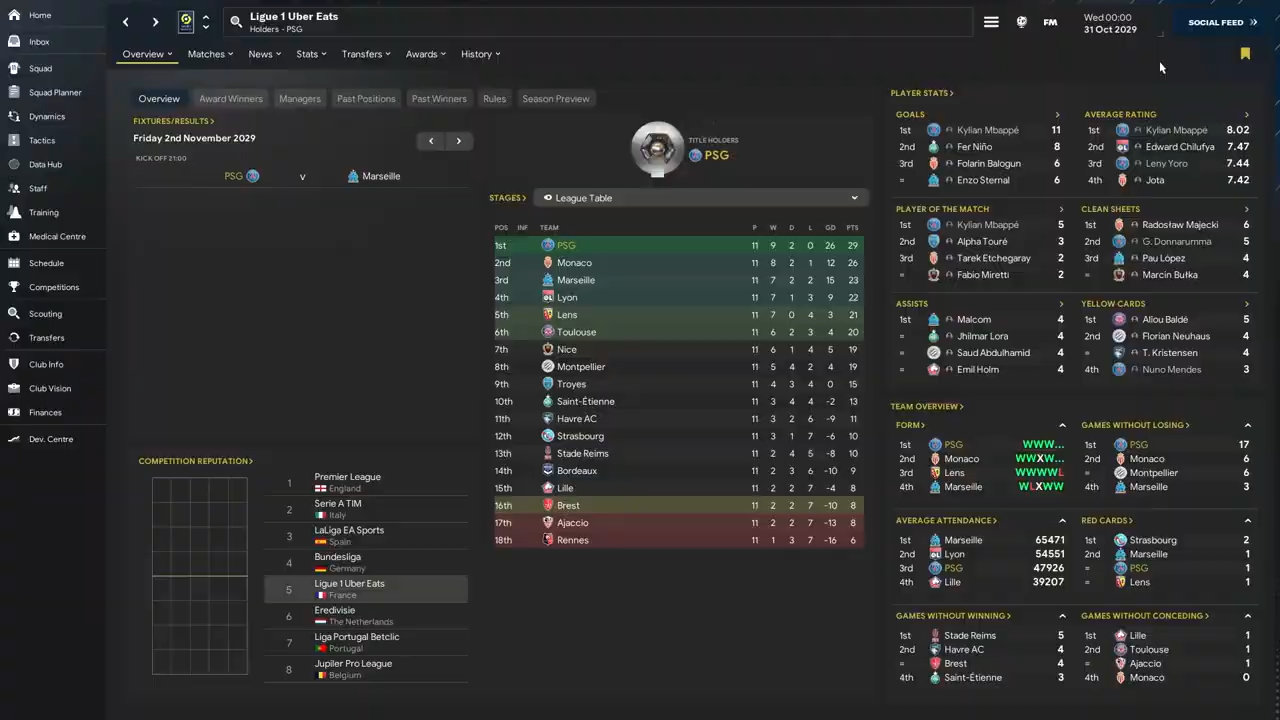 Home
Inbox
Squad
Squad Planner
Dynamics
Tactics
Data Hub
Staff
Training
Medical Centre
Schedule
Competitions
Scouting
Transfers
Club Info
Club Vision
Finances
Dev. Centre
Ligue 1 Uber Eats
Holders - PSG
FM
Wed 00:00
31 Oct 2029
SOCIAL FEED
Overview Matches News Stats Transfers Awards History
Overview Award Winners Managers Past Positions Past Winners Rules Season Preview
FIXTURES/RESULTS >
Friday 2nd November 2029
KICK OFF 21:00
PSG v Marseille
TITLE HOLDERS
PSG
STAGES > League Table
POS INF TEAM P W D L GD PTS
1st PSG 11 9 2 0 26 29
2nd Monaco 11 8 2 1 12 26
3rd Marseille 11 7 2 2 15 23
4th Lyon 11 7 1 3 9 22
5th Lens 11 7 0 4 3 21
6th Toulouse 11 6 2 3 4 20
7th Nice 11 6 1 4 5 19
8th Montpellier 11 5 4 2 4 19
9th Troyes 11 4 3 4 0 15
10th Saint-Étienne 11 3 4 4 -2 13
11th Havre AC 11 3 2 6 -9 11
12th Strasbourg 11 3 1 7 -6 10
13th Stade Reims 11 2 4 5 -8 10
14th Bordeaux 11 2 3 6 -10 9
15th Lille 11 2 2 7 -4 8
16th Brest 11 2 2 7 -10 8
17th Ajaccio 11 2 2 7 -13 8
18th Rennes 11 1 3 7 -16 6
COMPETITION REPUTATION >
1 Premier League
England
2 Serie A TIM
Italy
3 LaLiga EA Sports
Spain
4 Bundesliga
Germany
5 Ligue 1 Uber Eats
France
6 Eredivisie
The Netherlands
7 Liga Portugal Betclic
Portugal
8 Jupiler Pro League
Belgium
PLAYER STATS >
GOALS >
1st Kylian Mbappé 11
2nd Fer Niño 8
3rd Folarin Balogun 6
= Enzo Sternal 6
AVERAGE RATING >
1st Kylian Mbappé 8.02
2nd Edward Chilufya 7.47
3rd Leny Yoro 7.44
4th Jota 7.42
PLAYER OF THE MATCH >
1st Kylian Mbappé 5
2nd Alpha Touré 3
3rd Tarek Etchegaray 2
= Fabio Miretti 2
CLEAN SHEETS >
1st Radosław Majecki 6
2nd G. Donnarumma 5
3rd Pau López 4
= Marcin Bułka 4
ASSISTS >
1st Malcom 4
= Jhilmar Lora 4
= Saud Abdulhamid 4
= Emil Holm 4
YELLOW CARDS >
1st Aliou Baldé 5
2nd Florian Neuhaus 4
= T. Kristensen 4
4th Nuno Mendes 3
TEAM OVERVIEW >
FORM >
1st PSG WWW...
2nd Monaco WWXW...
3rd Lens WWWWL
4th Marseille WLXWW
GAMES WITHOUT LOSING >
1st PSG 17
2nd Monaco 6
= Montpellier 6
4th Marseille 3
AVERAGE ATTENDANCE >
1st Marseille 65471
2nd Lyon 54551
3rd PSG 47926
4th Lille 39207
RED CARDS >
1st Strasbourg 2
2nd Marseille 1
= PSG 1
= Lens 1
GAMES WITHOUT WINNING >
1st Stade Reims 5
2nd Havre AC 4
= Brest 4
4th Saint-Étienne 3
GAMES WITHOUT CONCEDING >
1st Lille 1
2nd Toulouse 1
= Ajaccio 1
4th Monaco 0